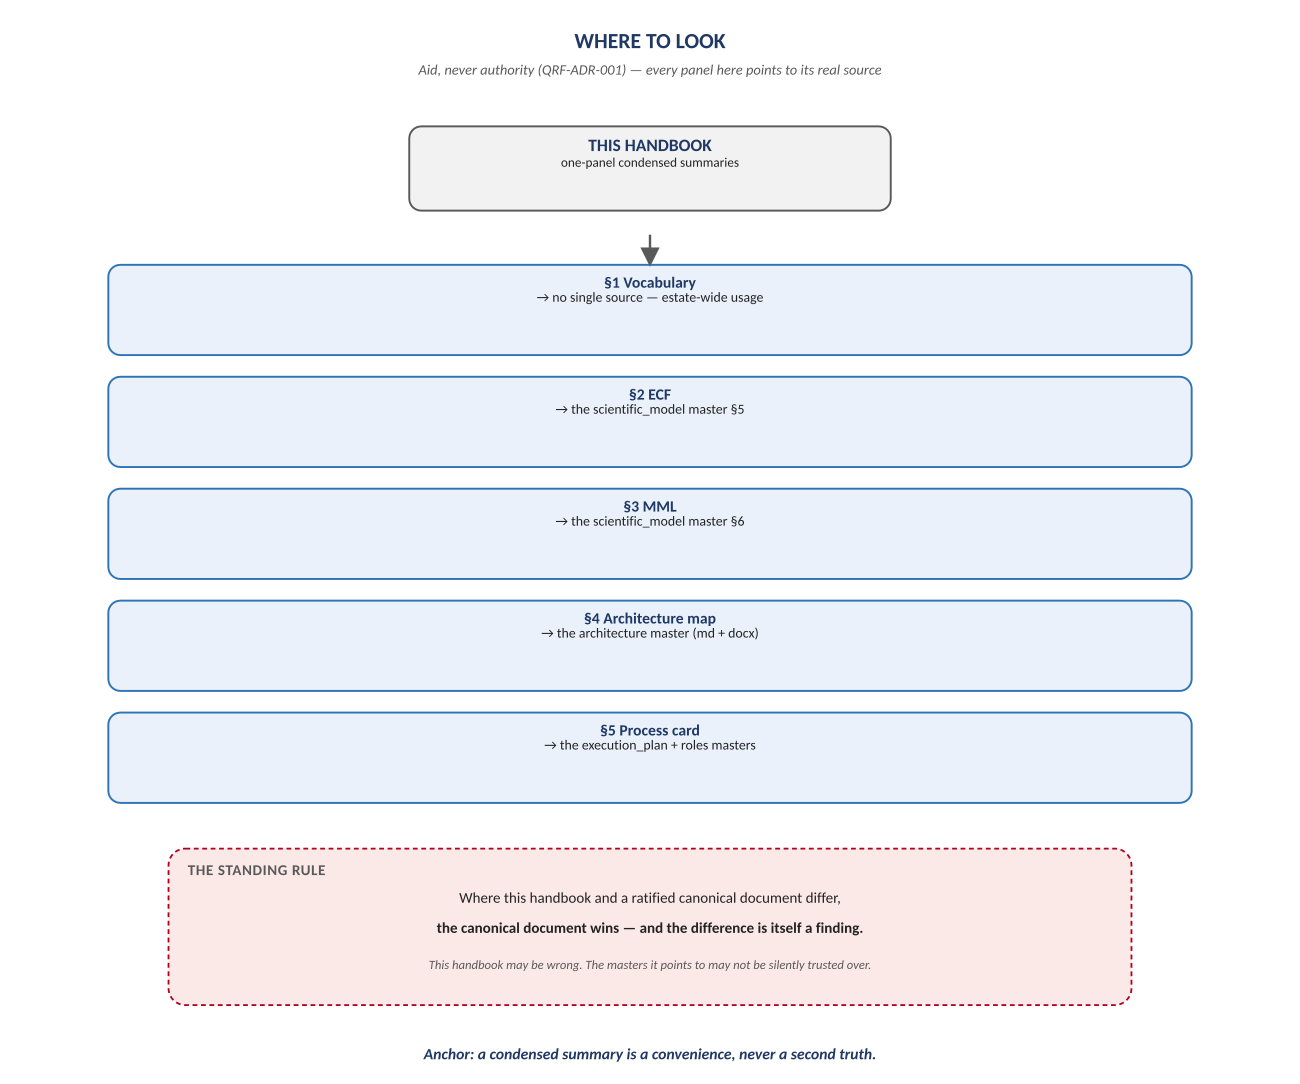 WHERE TO LOOK
Aid, never authority (QRF-ADR-001) — every panel here points to its real source
THIS HANDBOOK
one-panel condensed summaries
§1 Vocabulary
→ no single source — estate-wide usage
§2 ECF
→ the scientific_model master §5
§3 MML
→ the scientific_model master §6
§4 Architecture map
→ the architecture master (md + docx)
§5 Process card
→ the execution_plan + roles masters
THE STANDING RULE
Where this handbook and a ratified canonical document differ,
the canonical document wins — and the difference is itself a finding.
This handbook may be wrong. The masters it points to may not be silently trusted over.
Anchor: a condensed summary is a convenience, never a second truth.